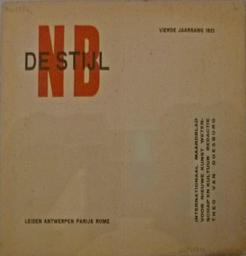 VIERDE JAARGANG 1921
NB
DE STIJL
INTERNATIONAAL MAANDBLAD
VOOR NIEUWE KUNST WETEN-
SCHAP EN KULTUUR REDACTIE
THEO VAN DOESBURG
LEIDEN ANTWERPEN PARIJS ROME